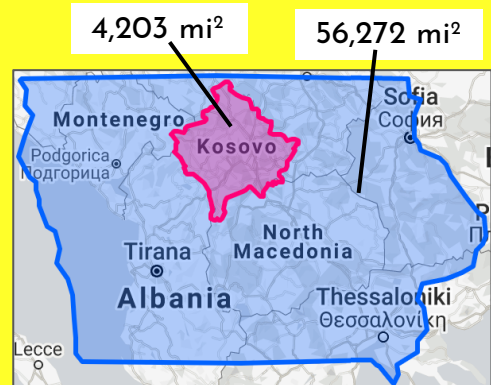 4,203 mi²
56,272 mi²
Sofia
София
Montenegro
Podgorica
Подгорица
Kosovo
North
Macedonia
Tirana
Albania
Thessaloniki
Θεσσαλονίκη
Lecce